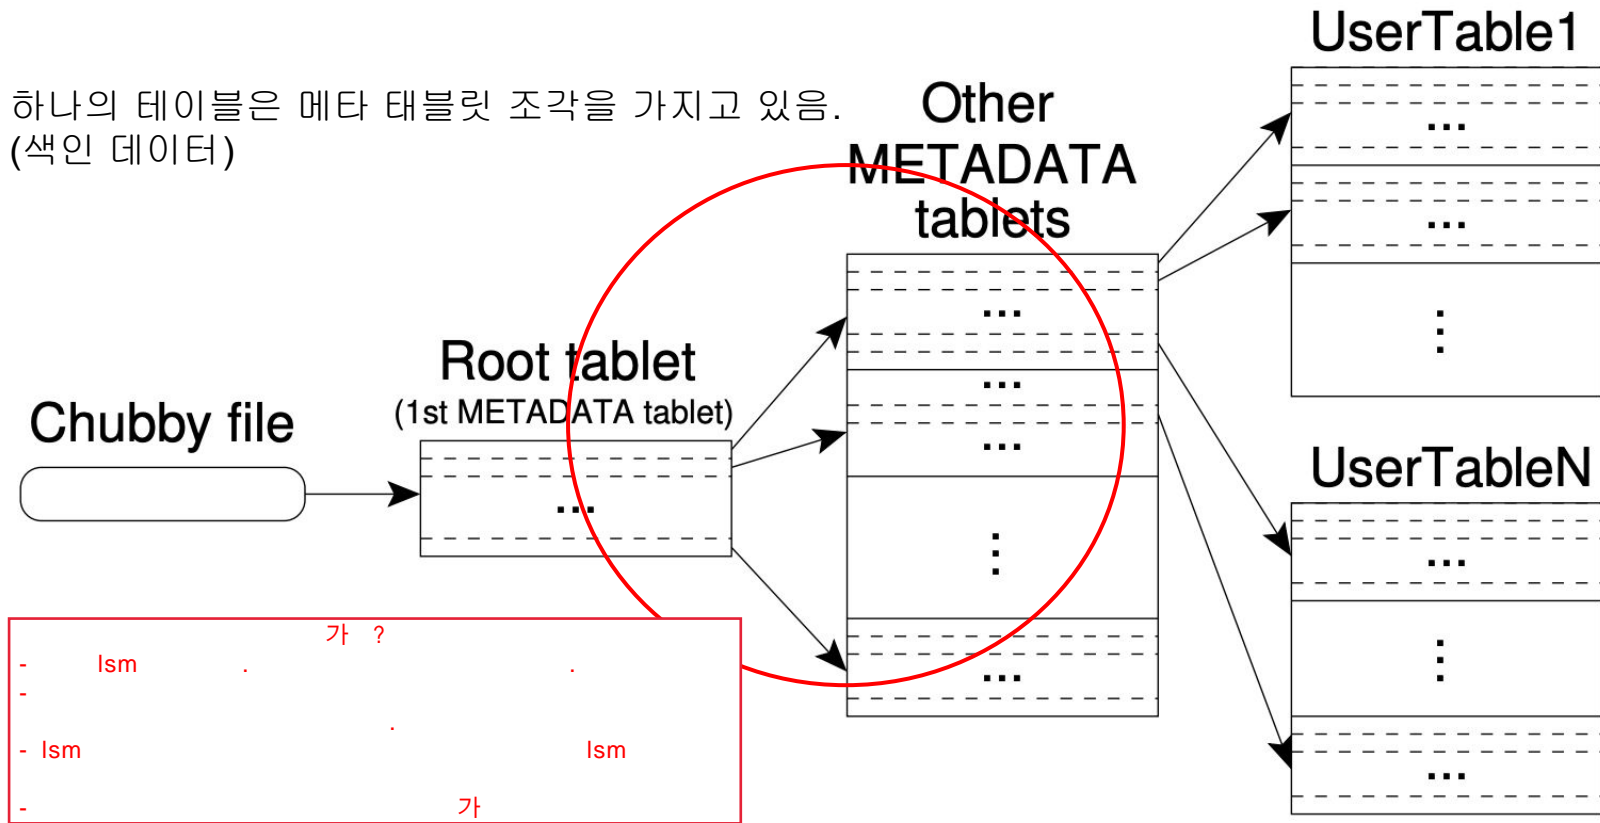 하나의 테이블은 메타 태블릿 조각을 가지고 있음.
(색인 데이터)
Chubby file
Root tablet
(1st METADATA tablet)
...
Other
METADATA
tablets
...
...
...
...
UserTable1
...
...
UserTableN
...
...
가 ?
- lsm . .
-
.
- lsm lsm
- 가